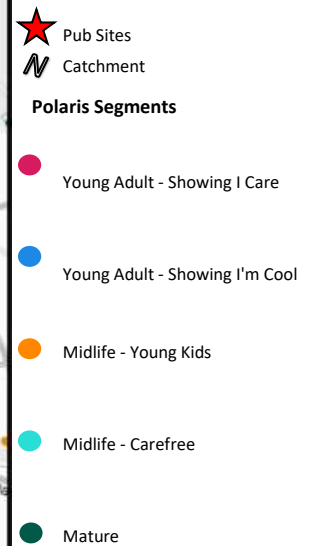 Pub Sites
Catchment
Polaris Segments
Young Adult - Showing I Care
Young Adult - Showing I'm Cool
Midlife - Young Kids
Midlife - Carefree
Mature